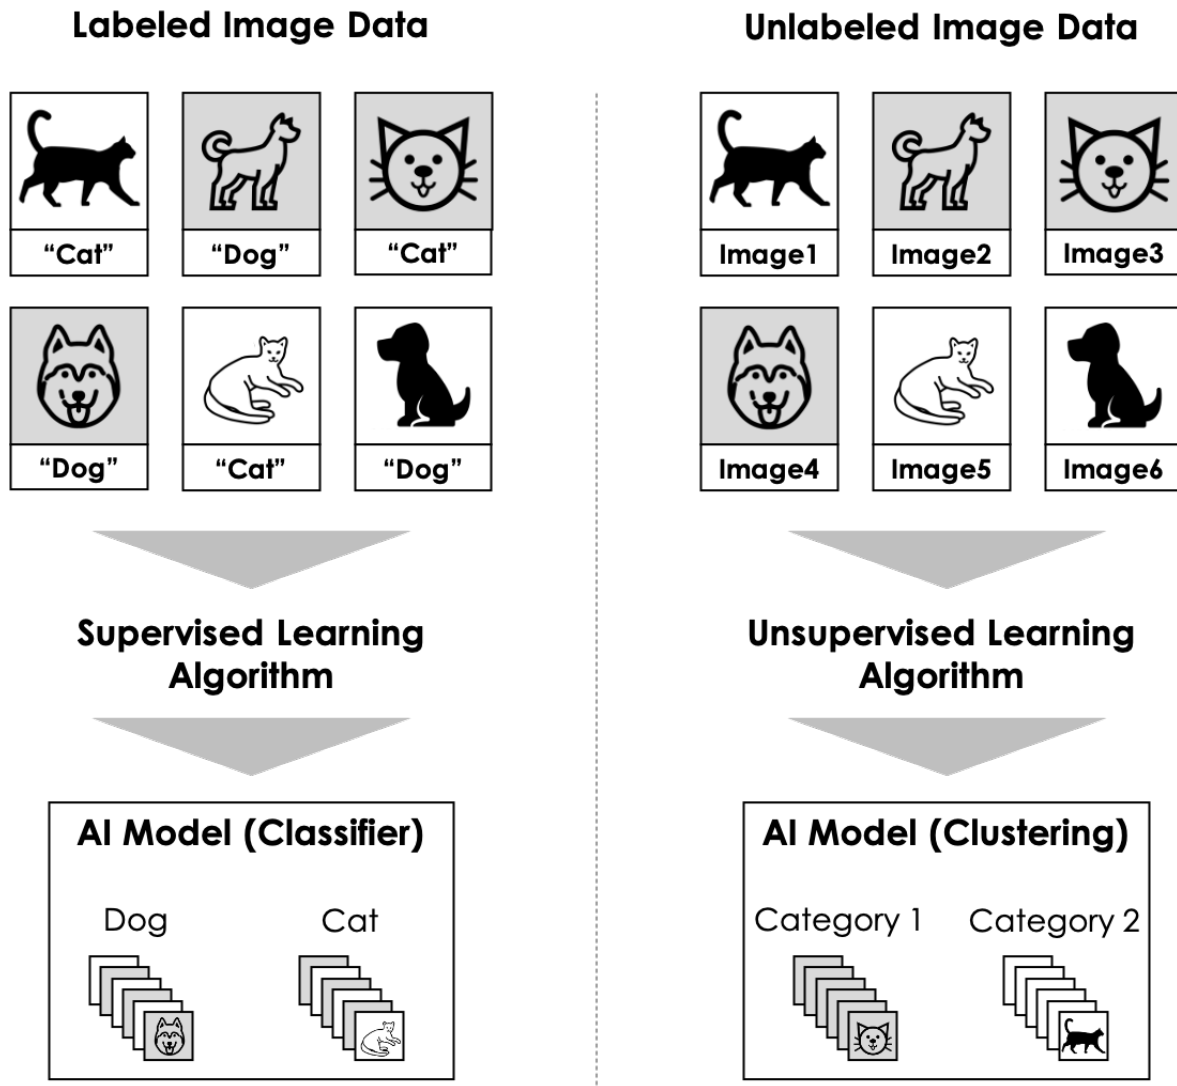 Labeled Image Data
“Cat”
“Dog”
“Cat”
“Dog”
“Cat”
“Dog”
Supervised Learning
Algorithm
AI Model (Classifier)
Dog
Cat
Unlabeled Image Data
Image1
Image2
Image3
Image4
Image5
Image6
Unsupervised Learning
Algorithm
AI Model (Clustering)
Category 1
Category 2